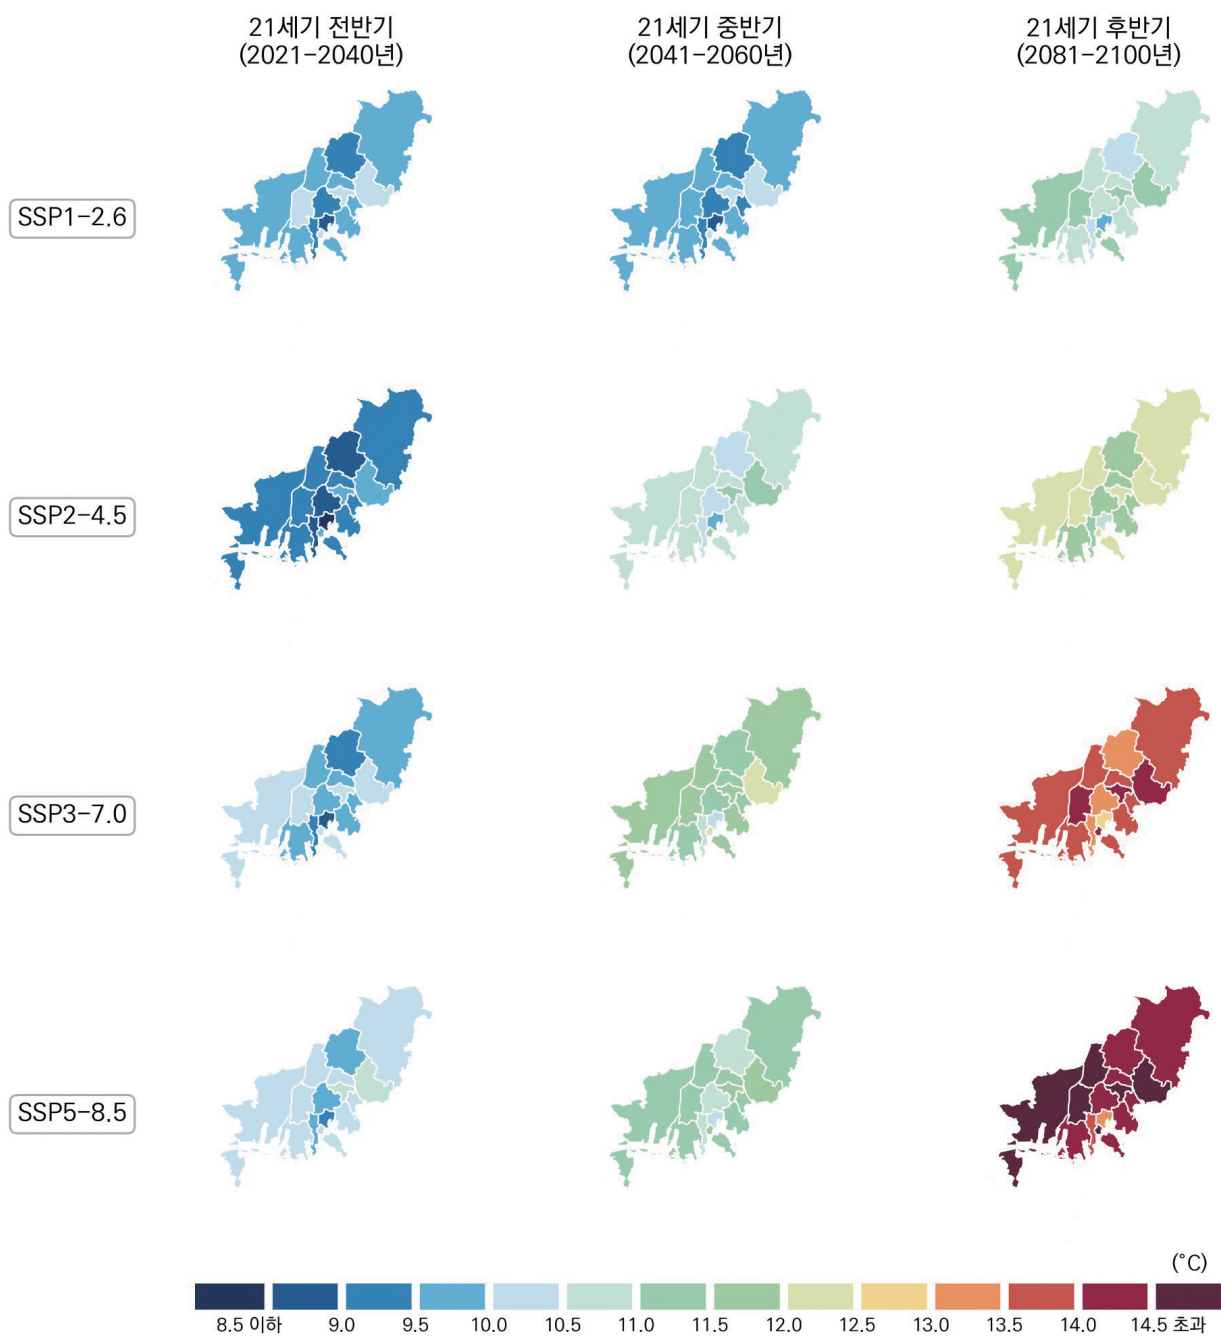 21세기 전반기
(2021-2040년)
21세기 중반기
(2041-2060년)
21세기 후반기
(2081-2100년)
SSP1-2.6
SSP2-4.5
SSP3-7.0
SSP5-8.5
(°C)
8.5 이하 9.0 9.5 10.0 10.5 11.0 11.5 12.0 12.5 13.0 13.5 14.0 14.5 초과